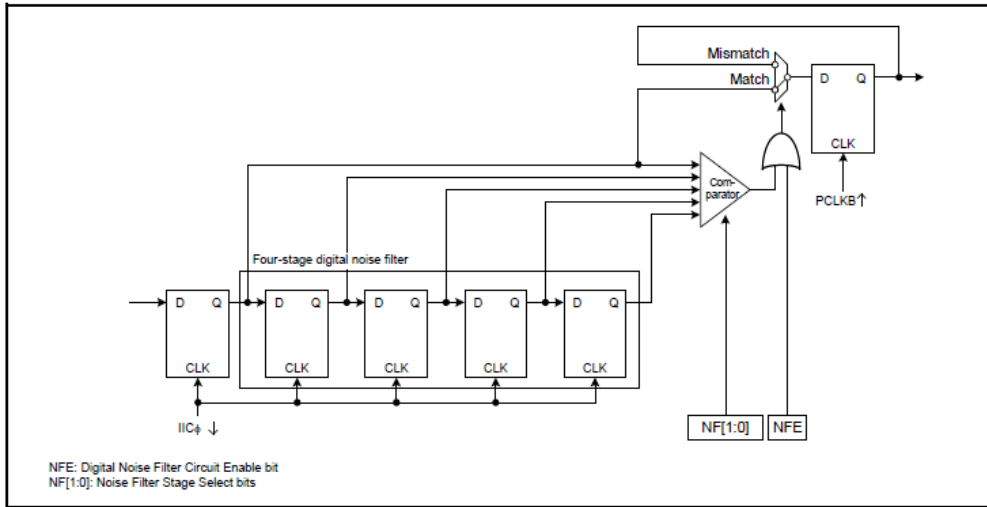 Mismatch
Match
D Q
CLK
PCLKB↑
Com-
parator
Four-stage digital noise filter
D Q
D Q
D Q
D Q
D Q
CLK
CLK
CLK
CLK
CLK
IICϕ ↓
NF[1:0]
NFE
NFE: Digital Noise Filter Circuit Enable bit
NF[1:0]: Noise Filter Stage Select bits